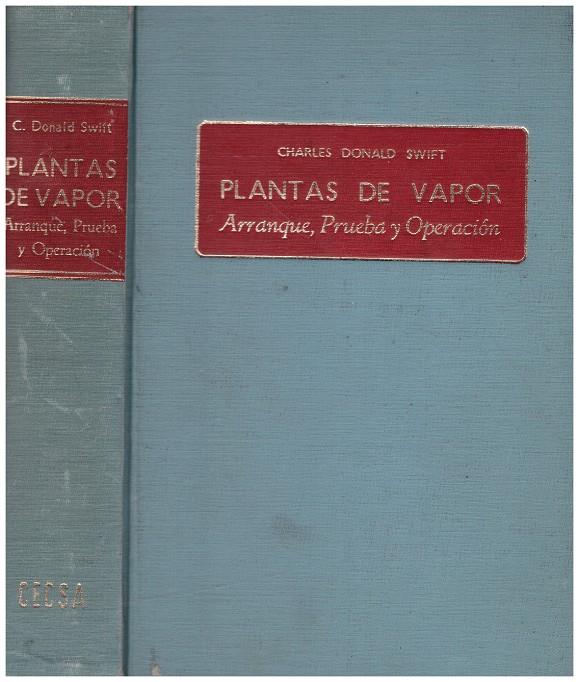 C. Donald Swift
PLANTAS
DE VAPOR
Arranque, Prueba
y Operación
CECSA
CHARLES DONALD SWIFT
PLANTAS DE VAPOR
Arranque, Prueba y Operación